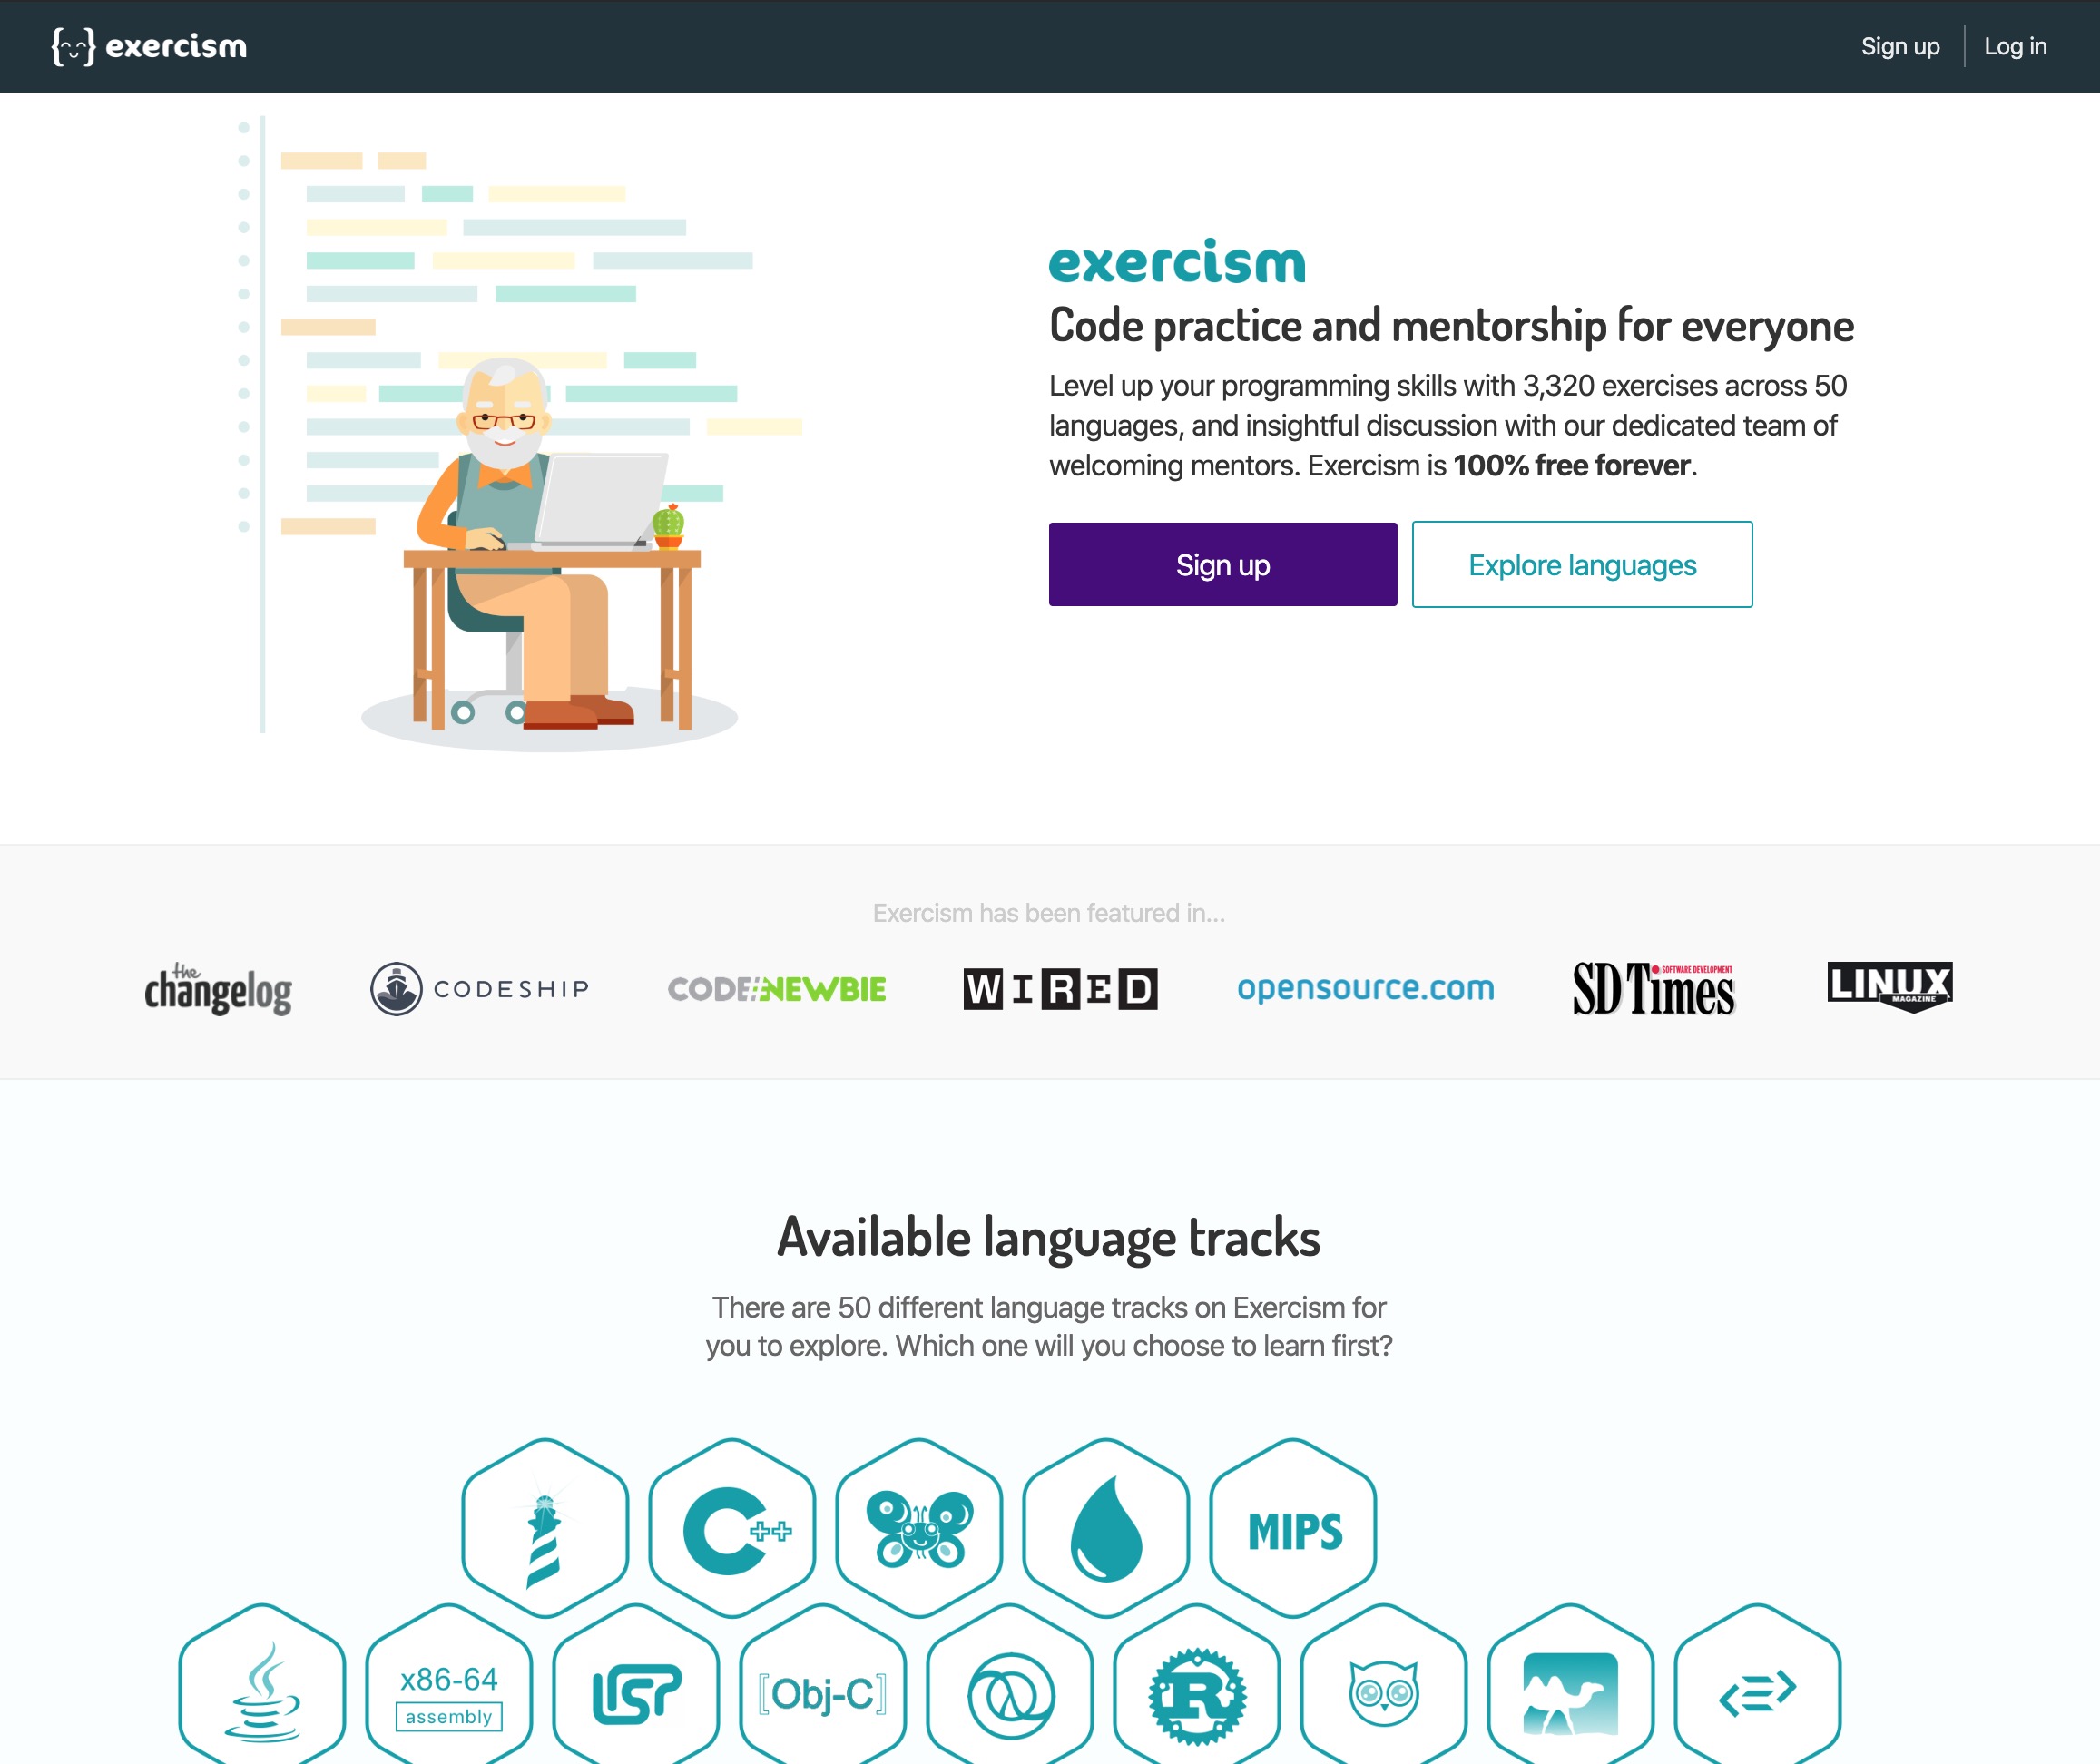 exercism
Sign up
Log in
exercism
Code practice and mentorship for everyone
Level up your programming skills with 3,320 exercises across 50
languages, and insightful discussion with our dedicated team of
welcoming mentors. Exercism is 100% free forever.
Sign up
Explore languages
Exercism has been featured in...
the
changelog
CODESHIP
CODE#NEWBIE
WIRED
opensource.com
SD Times
SOFTWARE DEVELOPMENT
LINUX
MAGAZINE
Available language tracks
There are 50 different language tracks on Exercism for
you to explore. Which one will you choose to learn first?
C++
MIPS
x86-64
assembly
LISP
[Obj-C]
R